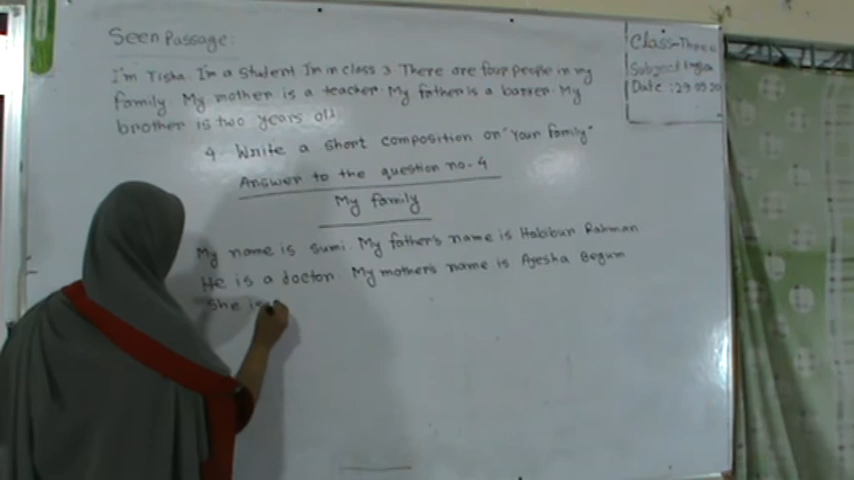 Seen Passage:
Class-Three
Subject English
Date: 29.09.20
I'm Tisha. I'm a student I'm in class 3. There are four people in my
family. My mother is a teacher. My father is a banker. My
brother is two years old.
4. Write a short composition on "Your family"
Answer to the question no-4
My family
My name is Sumi. My father's name is Habibur Rahman
He is a doctor. My mother's name is Ayesha Begum
She is